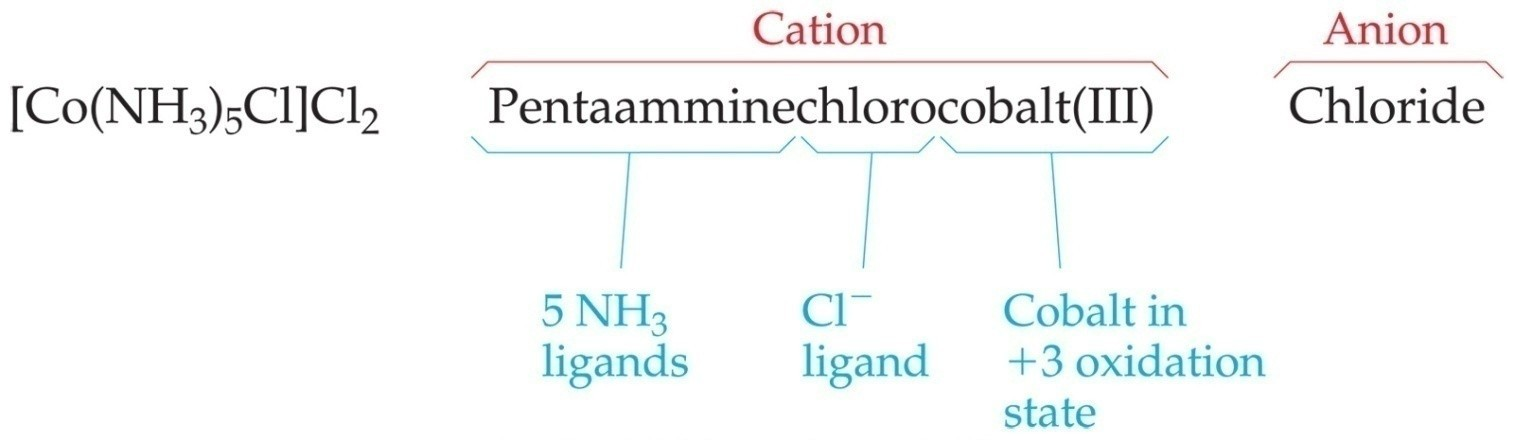 Cation Anion
[Co(NH₃)₅Cl]Cl₂ Pentaamminechlorocobalt(III) Chloride
5 NH₃ ligands
Cl⁻ ligand
Cobalt in +3 oxidation state